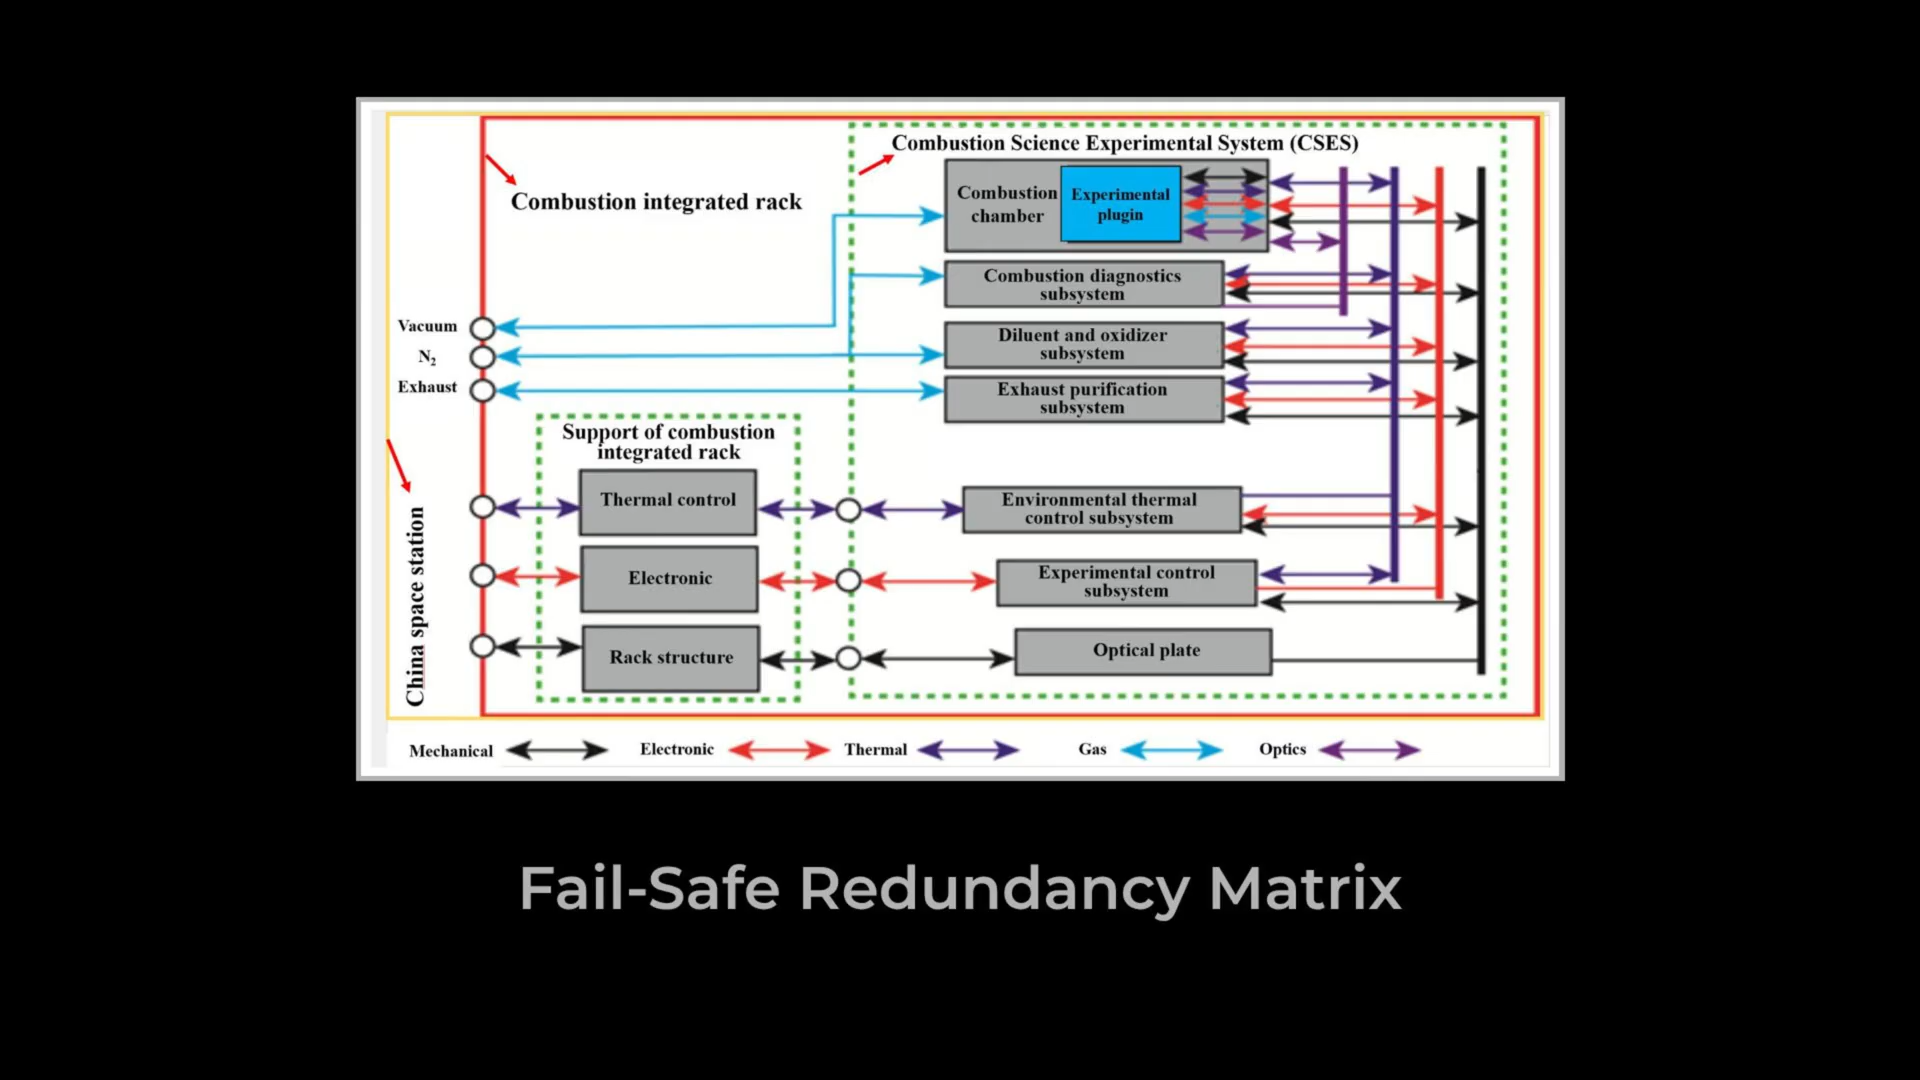 Combustion Science Experimental System (CSES)
Combustion integrated rack
Combustion
chamber
Experimental
plugin
Combustion diagnostics
subsystem
Vacuum
N₂
Exhaust
Diluent and oxidizer
subsystem
Exhaust purification
subsystem
Support of combustion
integrated rack
Thermal control
Environmental thermal
control subsystem
China space station
Electronic
Experimental control
subsystem
Rack structure
Optical plate
Mechanical
Electronic
Thermal
Gas
Optics
Fail-Safe Redundancy Matrix